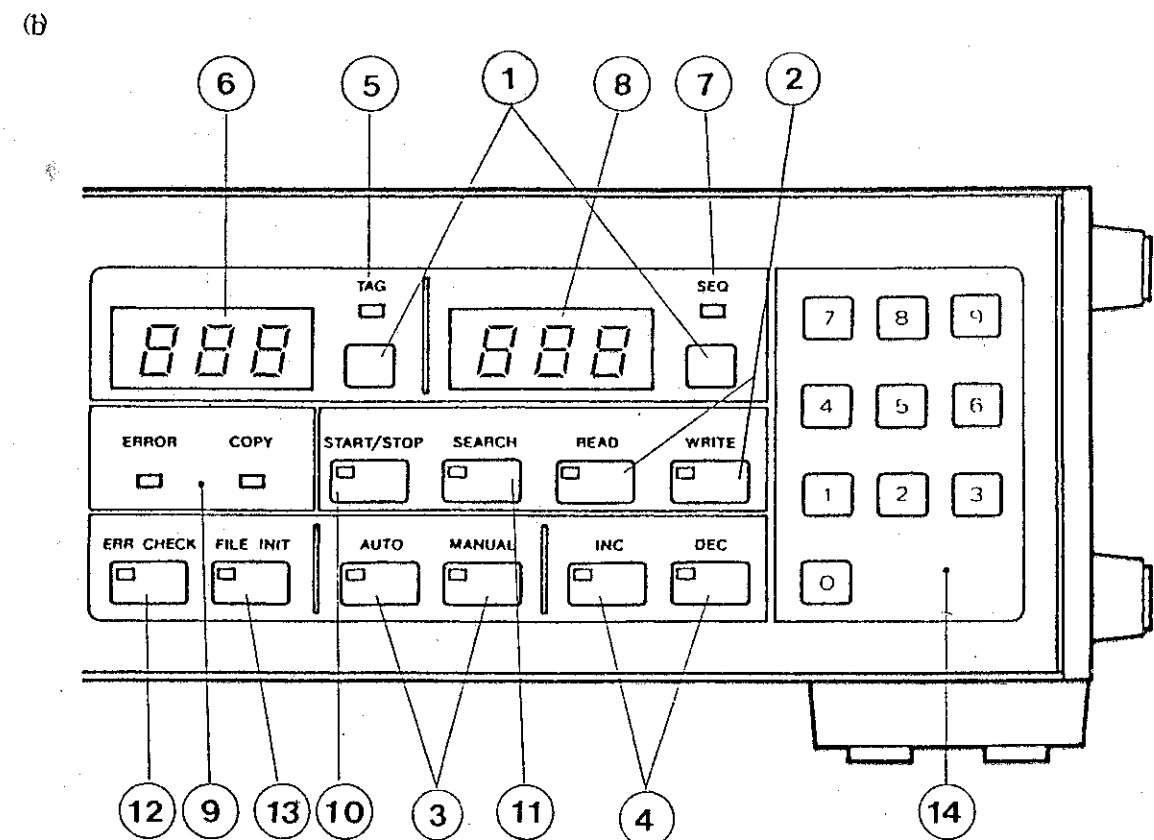 (b)
6 5 1 8 7 2
TAG SEQ
888 888
7 8 9
4 5 6
ERROR COPY START/STOP SEARCH READ WRITE
1 2 3
ERR CHECK FILE INIT AUTO MANUAL INC DEC
0
12 9 13 10 3 11 4 14